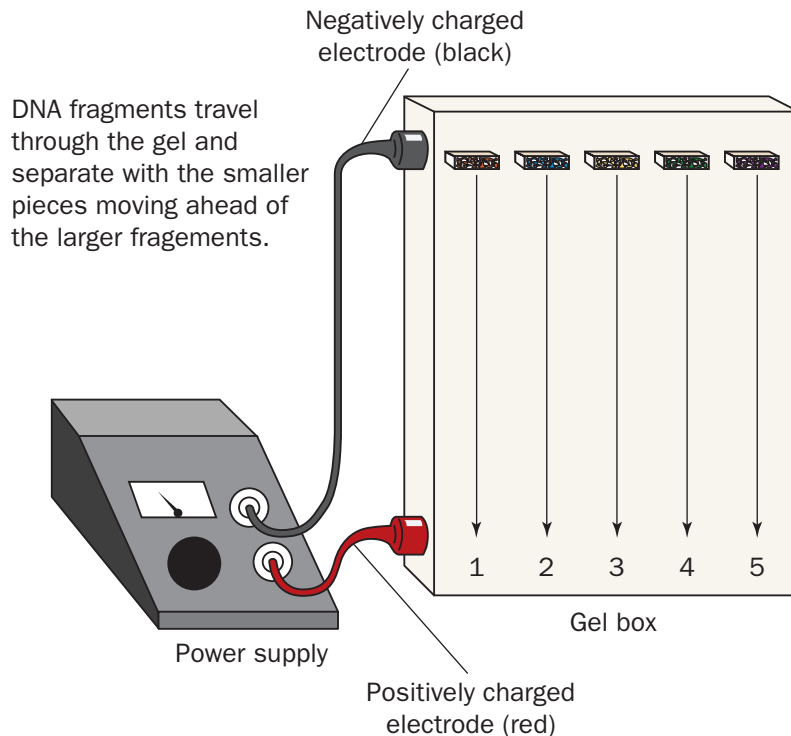 Negatively charged
electrode (black)
DNA fragments travel
through the gel and
separate with the smaller
pieces moving ahead of
the larger fragements.
1 2 3 4 5
Gel box
Power supply
Positively charged
electrode (red)